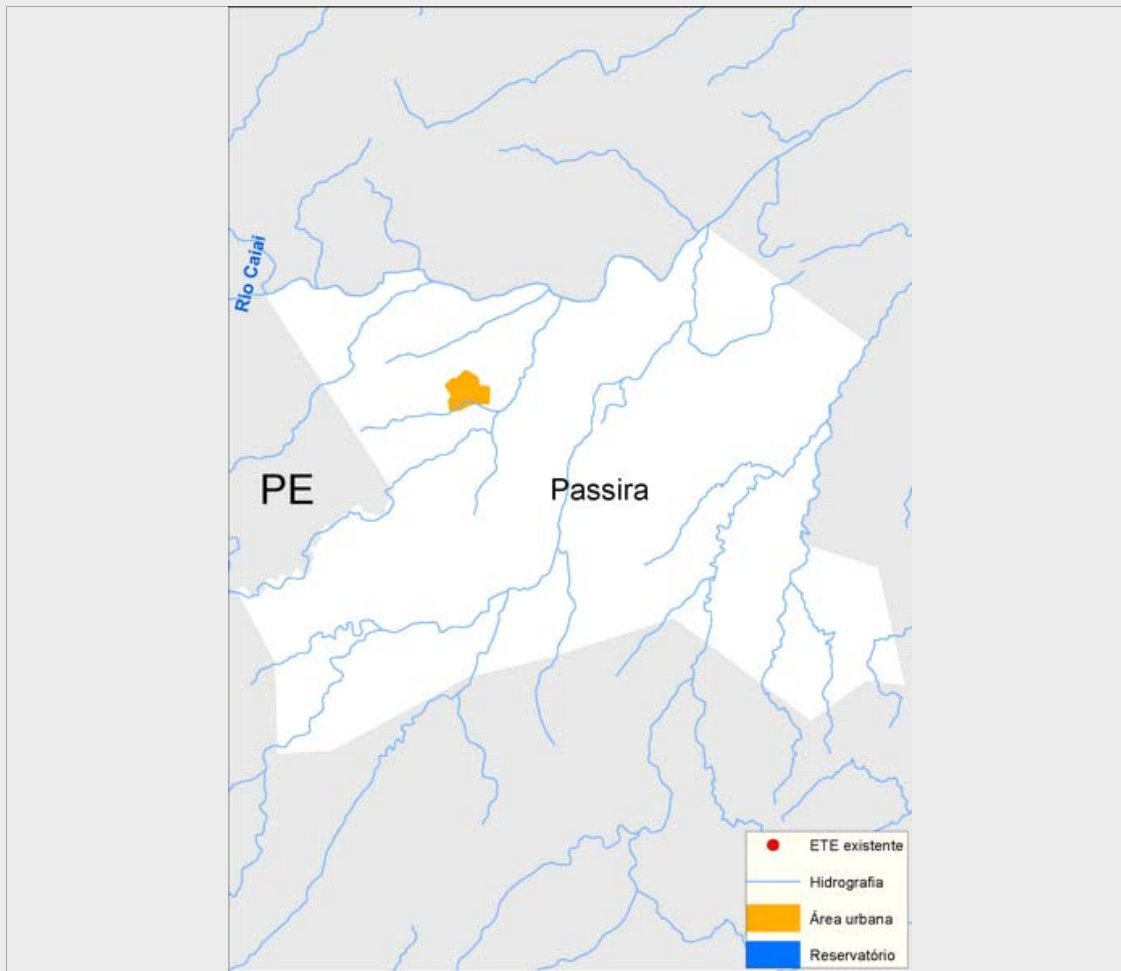 Rio Caiai
PE
Passira
ETE existente
Hidrografia
Área urbana
Reservatório